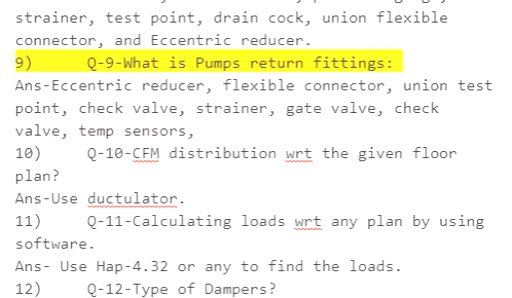 strainer, test point, drain cock, union flexible
connector, and Eccentric reducer.
9) Q-9-What is Pumps return fittings:
Ans-Eccentric reducer, flexible connector, union test
point, check valve, strainer, gate valve, check
valve, temp sensors,
10) Q-10-CFM distribution wrt the given floor
plan?
Ans-Use ductulator.
11) Q-11-Calculating loads wrt any plan by using
software.
Ans- Use Hap-4.32 or any to find the loads.
12) Q-12-Type of Dampers?